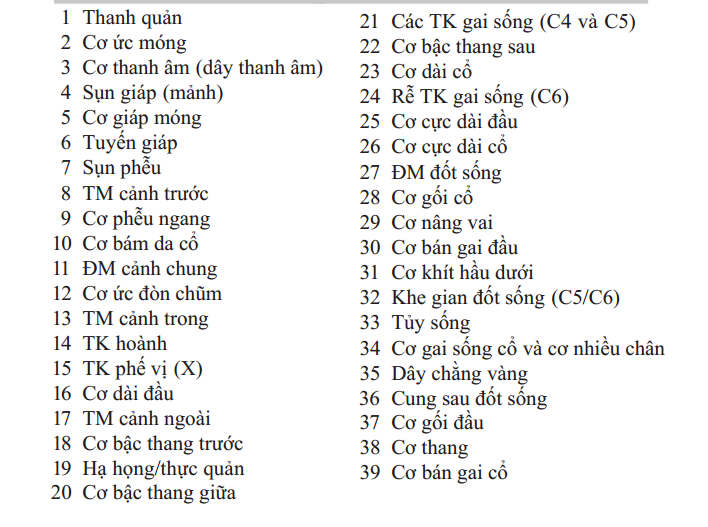 1 Thanh quản
2 Cơ ức móng
3 Cơ thanh âm (dây thanh âm)
4 Sụn giáp (mảnh)
5 Cơ giáp móng
6 Tuyến giáp
7 Sụn phễu
8 TM cảnh trước
9 Cơ phễu ngang
10 Cơ bám da cổ
11 ĐM cảnh chung
12 Cơ ức đòn chũm
13 TM cảnh trong
14 TK hoành
15 TK phế vị (X)
16 Cơ dài đầu
17 TM cảnh ngoài
18 Cơ bậc thang trước
19 Hạ họng/thực quản
20 Cơ bậc thang giữa
21 Các TK gai sống (C4 và C5)
22 Cơ bậc thang sau
23 Cơ dài cổ
24 Rễ TK gai sống (C6)
25 Cơ cực dài đầu
26 Cơ cực dài cổ
27 ĐM đốt sống
28 Cơ gối cổ
29 Cơ nâng vai
30 Cơ bán gai đầu
31 Cơ khít hầu dưới
32 Khe gian đốt sống (C5/C6)
33 Tủy sống
34 Cơ gai sống cổ và cơ nhiều chân
35 Dây chằng vàng
36 Cung sau đốt sống
37 Cơ gối đầu
38 Cơ thang
39 Cơ bán gai cổ